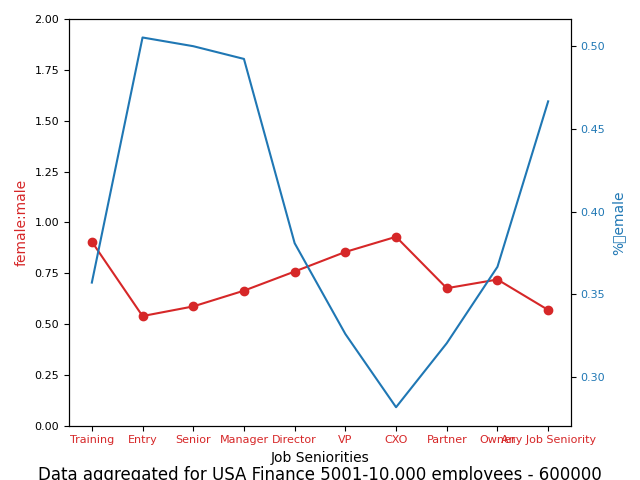 2.00
1.75
1.50
1.25
1.00
0.75
0.50
0.25
0.00
female:male
0.50
0.45
0.40
0.35
0.30
%▯emale
Training Entry Senior Manager Director VP CXO Partner Owner Any Job Seniority
Job Seniorities
Data aggregated for USA Finance 5001-10,000 employees - 600000